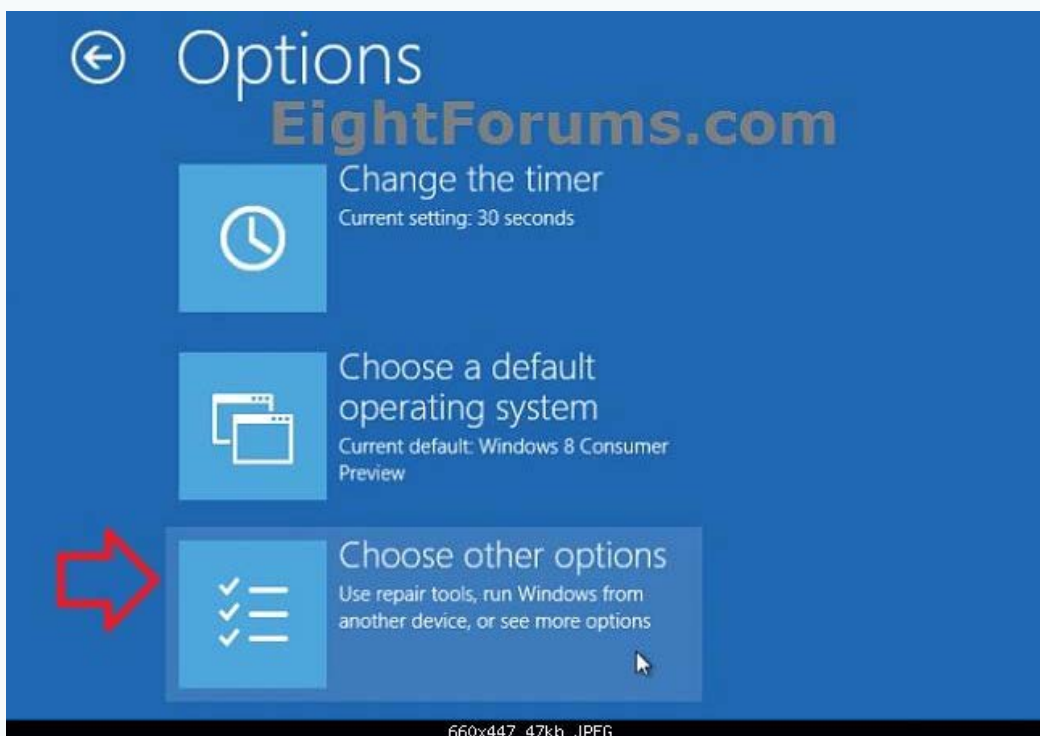 Options
EightForums.com
Change the timer
Current setting: 30 seconds
Choose a default
operating system
Current default: Windows 8 Consumer
Preview
Choose other options
Use repair tools, run Windows from
another device, or see more options
660x447 47kb JPEG